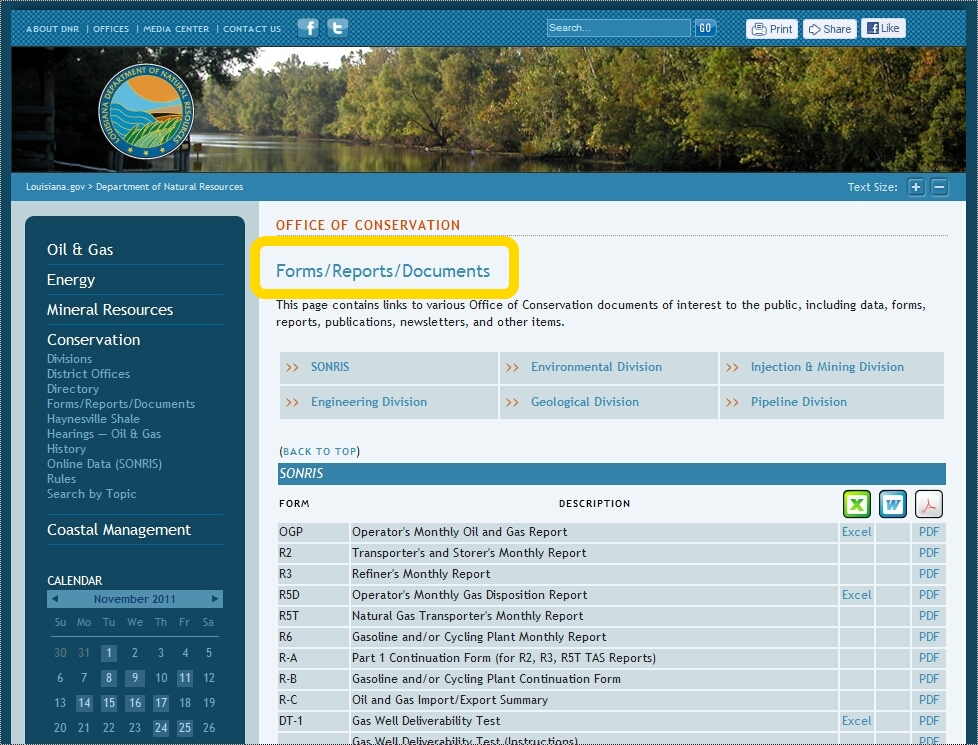 ABOUT DNR | OFFICES | MEDIA CENTER | CONTACT US
Search...
GO
Print
Share
Like
LOUISIANA DEPARTMENT OF NATURAL RESOURCES
Louisiana.gov > Department of Natural Resources
Text Size: + −
Oil & Gas
Energy
Mineral Resources
Conservation
Divisions
District Offices
Directory
Forms/Reports/Documents
Haynesville Shale
Hearings — Oil & Gas
History
Online Data (SONRIS)
Rules
Search by Topic
Coastal Management
CALENDAR
November 2011
Su Mo Tu We Th Fr Sa
30 31 1 2 3 4 5
6 7 8 9 10 11 12
13 14 15 16 17 18 19
20 21 22 23 24 25 26
OFFICE OF CONSERVATION
Forms/Reports/Documents
This page contains links to various Office of Conservation documents of interest to the public, including data, forms,
reports, publications, newsletters, and other items.
>> SONRIS >> Environmental Division >> Injection & Mining Division
>> Engineering Division >> Geological Division >> Pipeline Division
(BACK TO TOP)
SONRIS
FORM DESCRIPTION
OGP Operator's Monthly Oil and Gas Report Excel PDF
R2 Transporter's and Storer's Monthly Report PDF
R3 Refiner's Monthly Report PDF
R5D Operator's Monthly Gas Disposition Report Excel PDF
R5T Natural Gas Transporter's Monthly Report PDF
R6 Gasoline and/or Cycling Plant Monthly Report PDF
R-A Part 1 Continuation Form (for R2, R3, R5T TAS Reports) PDF
R-B Gasoline and/or Cycling Plant Continuation Form PDF
R-C Oil and Gas Import/Export Summary PDF
DT-1 Gas Well Deliverability Test Excel PDF
Gas Well Deliverability Test (Instructions) PDF